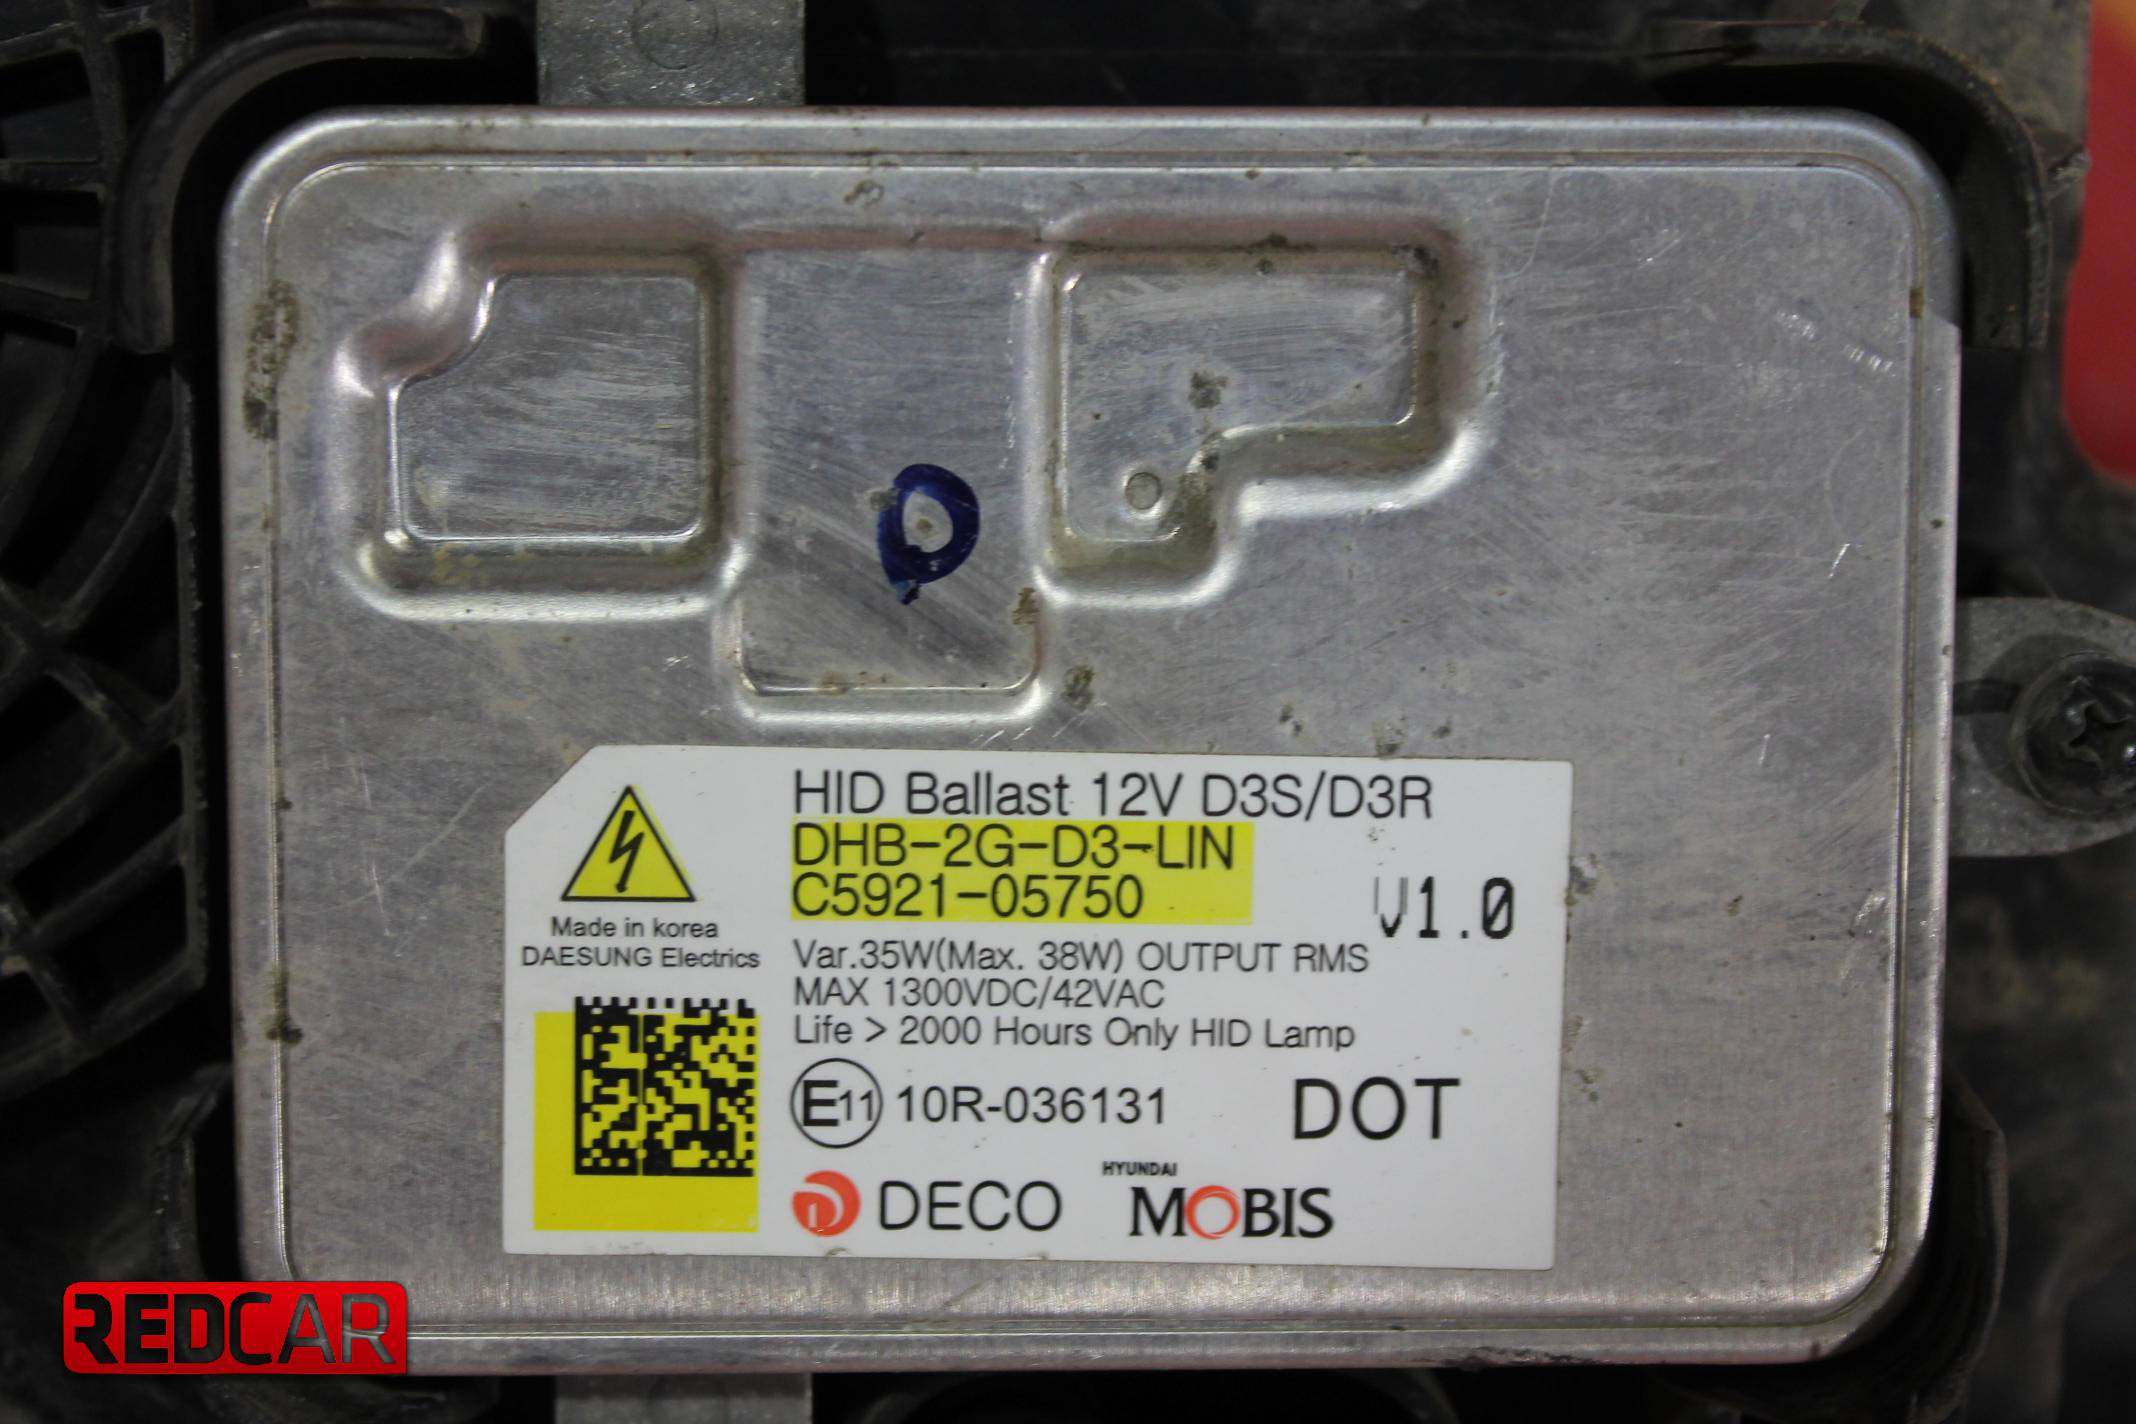 HID Ballast 12V D3S/D3R
DHB-2G-D3-LIN
C5921-05750
V1.0
Made in korea
DAESUNG Electrics
Var.35W(Max. 38W) OUTPUT RMS
MAX 1300VDC/42VAC
Life > 2000 Hours Only HID Lamp
E11 10R-036131
DOT
DECO
HYUNDAI
MOBIS
REDCAR